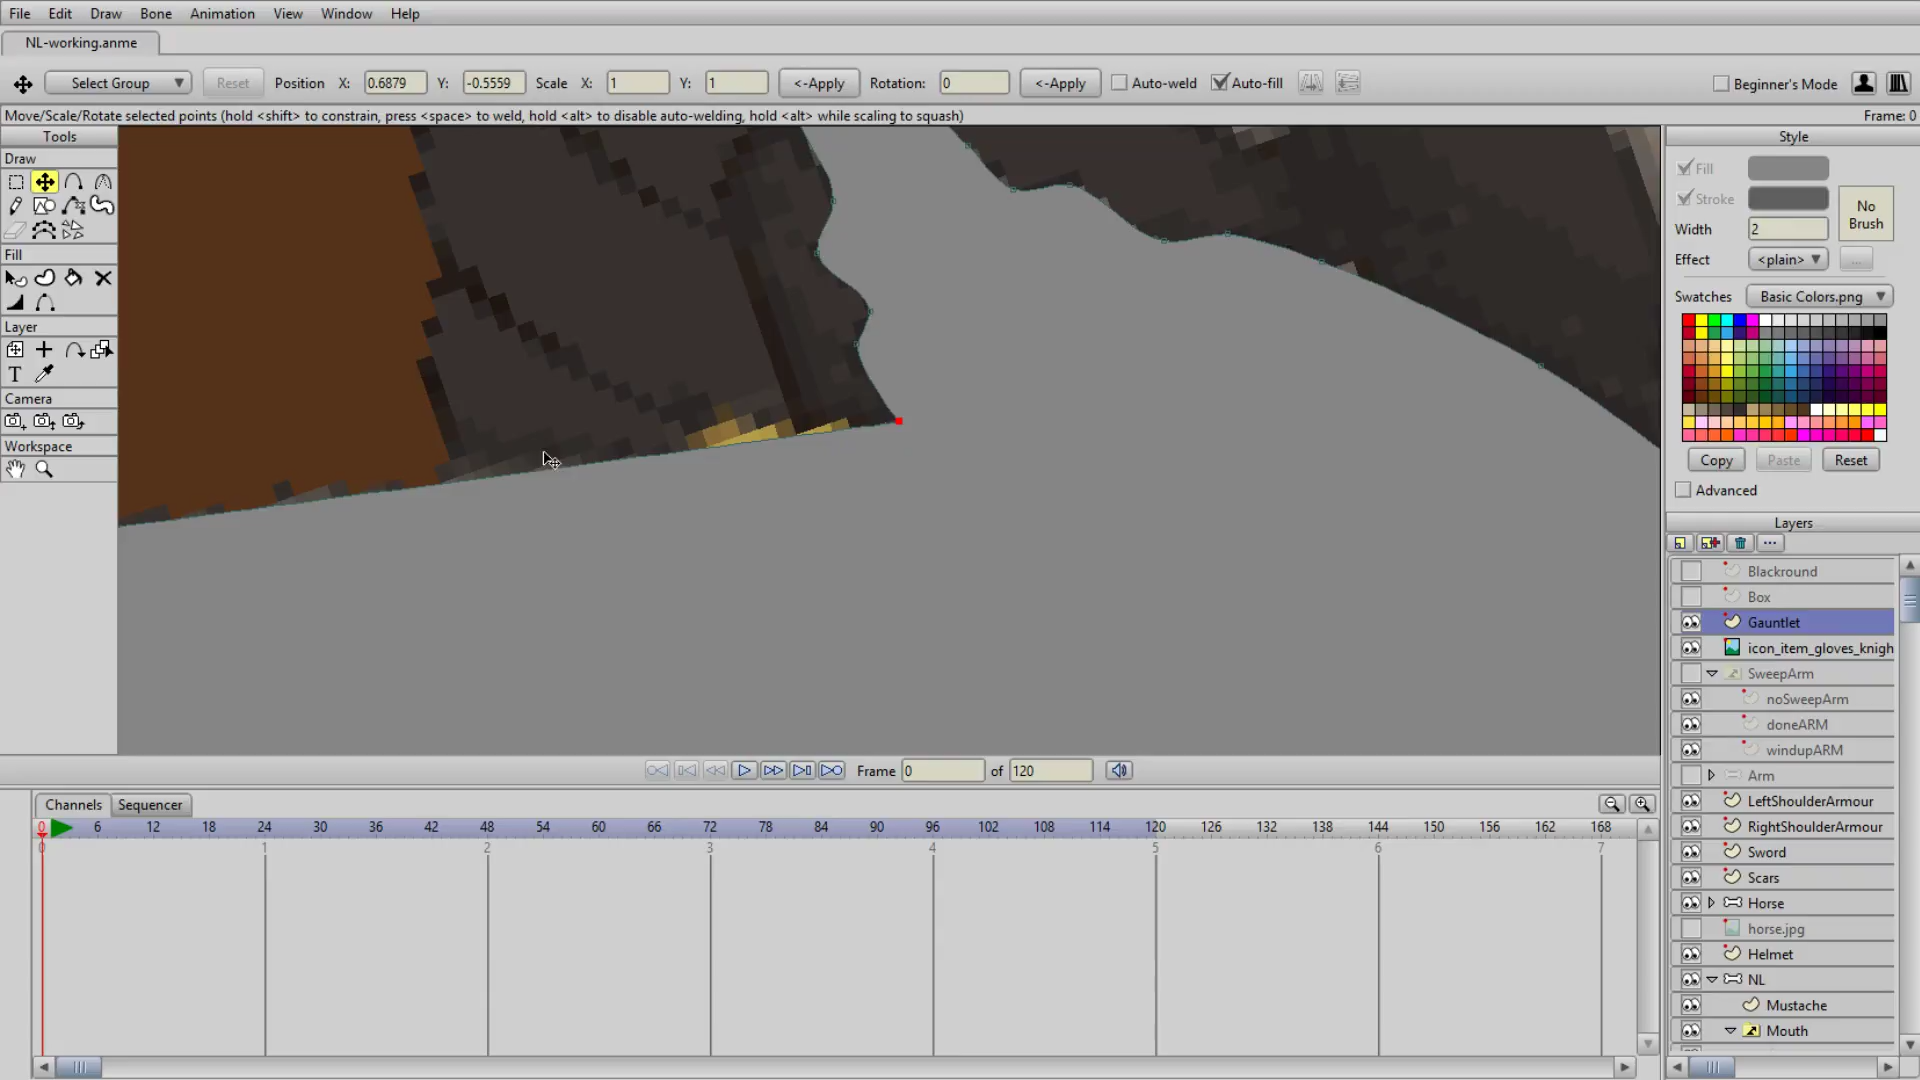 File Edit Draw Bone Animation View Window Help
NL-working.anme
Select Group Reset Position X: 0.6879 Y: -0.5559 Scale X: 1 Y: 1 <-Apply Rotation: 0 <-Apply Auto-weld Auto-fill Beginner's Mode
Move/Scale/Rotate selected points (hold <shift> to constrain, press <space> to weld, hold <alt> to disable auto-welding, hold <alt> while scaling to squash) Frame: 0
Tools
Draw
Fill
Layer
T
Camera
Workspace
Style
Fill
Stroke
No Brush
Width 2
Effect <plain> ...
Swatches Basic Colors.png
Copy Paste Reset
Advanced
Layers
Blackround
Box
Gauntlet
icon_item_gloves_knigh
SweepArm
noSweepArm
doneARM
windupARM
Arm
LeftShoulderArmour
RightShoulderArmour
Sword
Scars
Horse
horse.jpg
Helmet
NL
Mustache
Mouth
Frame 0 of 120
Channels Sequencer
0 6 12 18 24 30 36 42 48 54 60 66 72 78 84 90 96 102 108 114 120 126 132 138 144 150 156 162 168
0 1 2 3 4 5 6 7